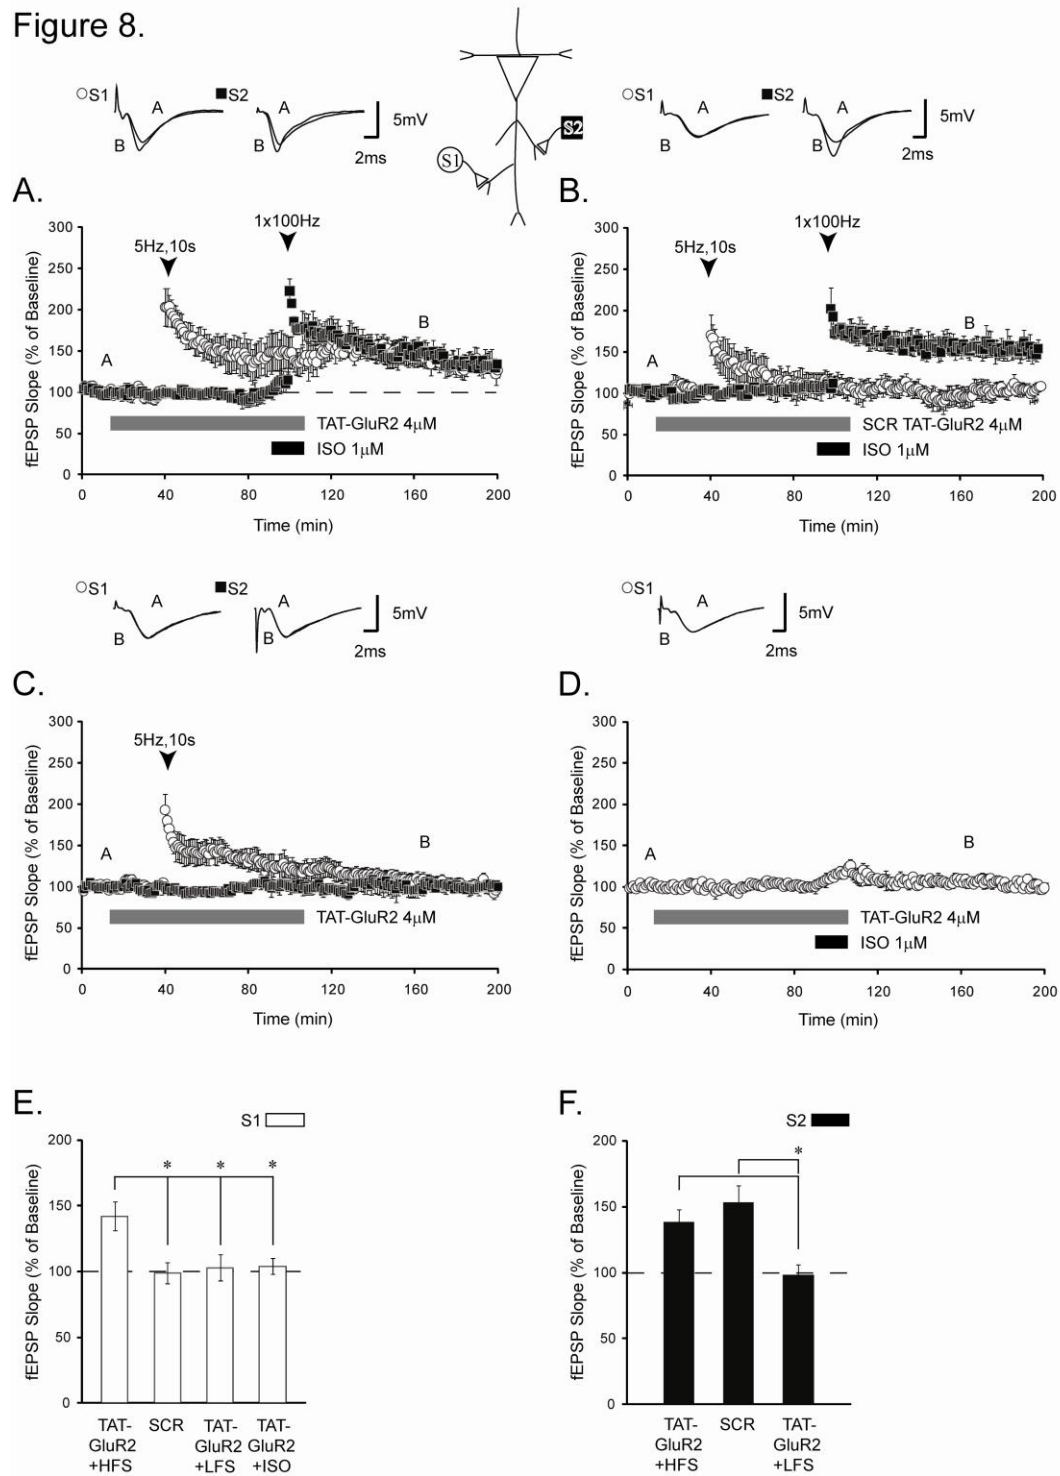 Figure 8.
S1 A S2 A
B B 5mV
2ms
S1 S2
S1 A S2 A
B B 5mV
2ms
A.
5Hz,10s 1x100Hz
A B
TAT-GluR2 4μM
ISO 1μM
fEPSP Slope (% of Baseline)
300
250
200
150
100
50
0
0 40 80 120 160 200
Time (min)
B.
5Hz,10s 1x100Hz
A B
SCR TAT-GluR2 4μM
ISO 1μM
fEPSP Slope (% of Baseline)
300
250
200
150
100
50
0
0 40 80 120 160 200
Time (min)
S1 A S2 A
B B 5mV
2ms
S1 A
B 5mV
2ms
C.
5Hz,10s
A B
TAT-GluR2 4μM
fEPSP Slope (% of Baseline)
300
250
200
150
100
50
0
0 40 80 120 160 200
Time (min)
D.
A B
TAT-GluR2 4μM
ISO 1μM
fEPSP Slope (% of Baseline)
300
250
200
150
100
50
0
0 40 80 120 160 200
Time (min)
E.
S1
* * *
fEPSP Slope (% of Baseline)
200
150
100
50
0
TAT- SCR TAT- TAT-
GluR2 GluR2 GluR2
+HFS +LFS +ISO
F.
S2
*
fEPSP Slope (% of Baseline)
200
150
100
50
0
TAT- SCR TAT-
GluR2 GluR2
+HFS +LFS